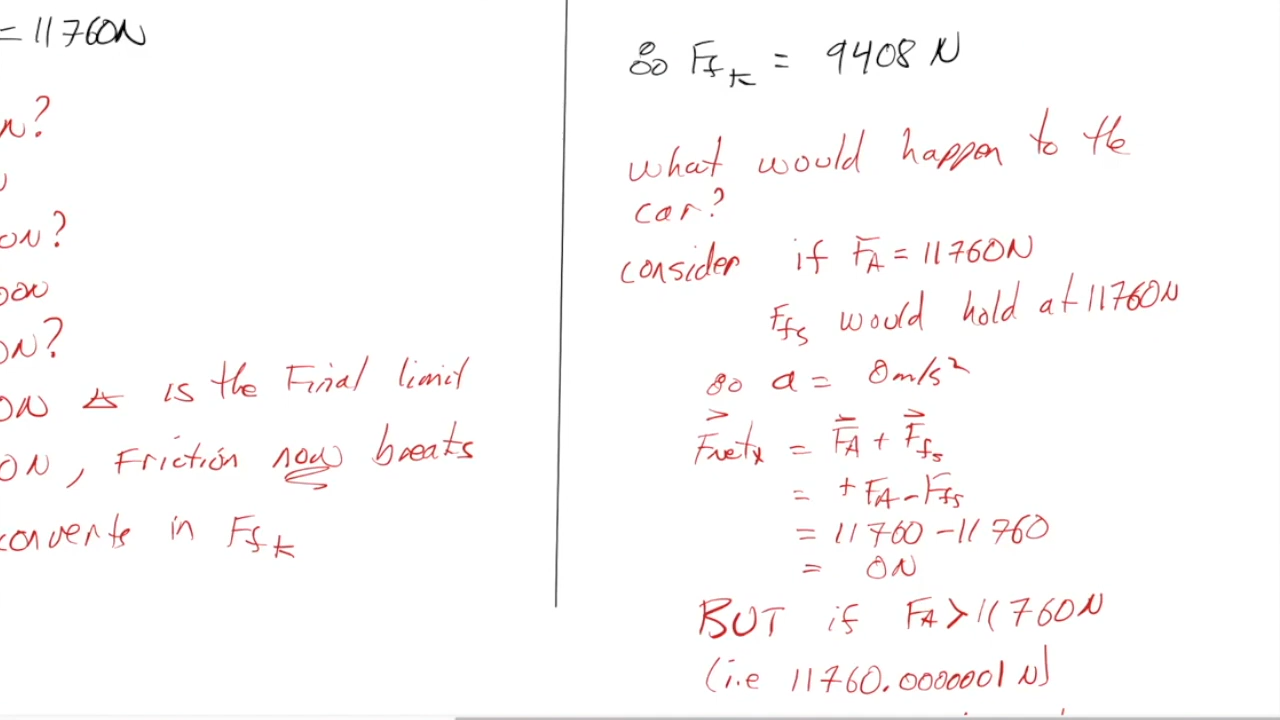 = 11760N
N?
ON?
00N
ON?
ON is the Final limit
ON, Friction now breaks
converts in Ffk
∴ Ffk = 9408 N
what would happen to the
car?
consider if FA = 11760N
Ffs would hold at 11760N
∴ a = 0m/s²
Fnetx = FA + Ffs
= +FA - Ffs
= 11760 - 11760
= 0N
BUT if FA > 11760N
(i.e 11760.0000001 N)